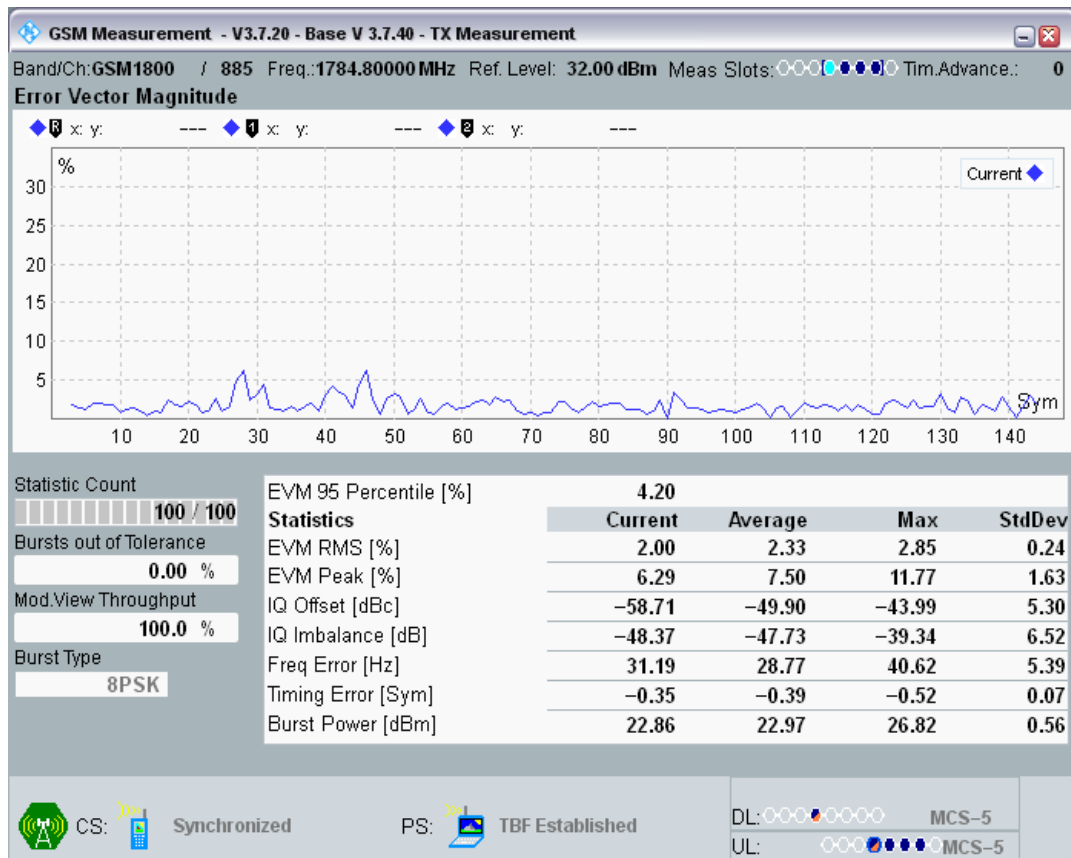 GSM Measurement - V3.7.20 - Base V 3.7.40 - TX Measurement
Band/Ch:GSM1800 / 885 Freq.:1784.80000 MHz Ref. Level: 32.00 dBm Meas Slots: Tim.Advance.: 0
Error Vector Magnitude
R x: y: --- 1 x: y: --- 2 x: y: ---
%
Current
30
25
20
15
10
5
Sym
10 20 30 40 50 60 70 80 90 100 110 120 130 140
Statistic Count
100 / 100
Bursts out of Tolerance
0.00 %
Mod.View Throughput
100.0 %
Burst Type
8PSK
EVM 95 Percentile [%] 4.20
Statistics Current Average Max StdDev
EVM RMS [%] 2.00 2.33 2.85 0.24
EVM Peak [%] 6.29 7.50 11.77 1.63
IQ Offset [dBc] −58.71 −49.90 −43.99 5.30
IQ Imbalance [dB] −48.37 −47.73 −39.34 6.52
Freq Error [Hz] 31.19 28.77 40.62 5.39
Timing Error [Sym] −0.35 −0.39 −0.52 0.07
Burst Power [dBm] 22.86 22.97 26.82 0.56
CS: Synchronized PS: TBF Established
DL: MCS−5
UL: MCS−5